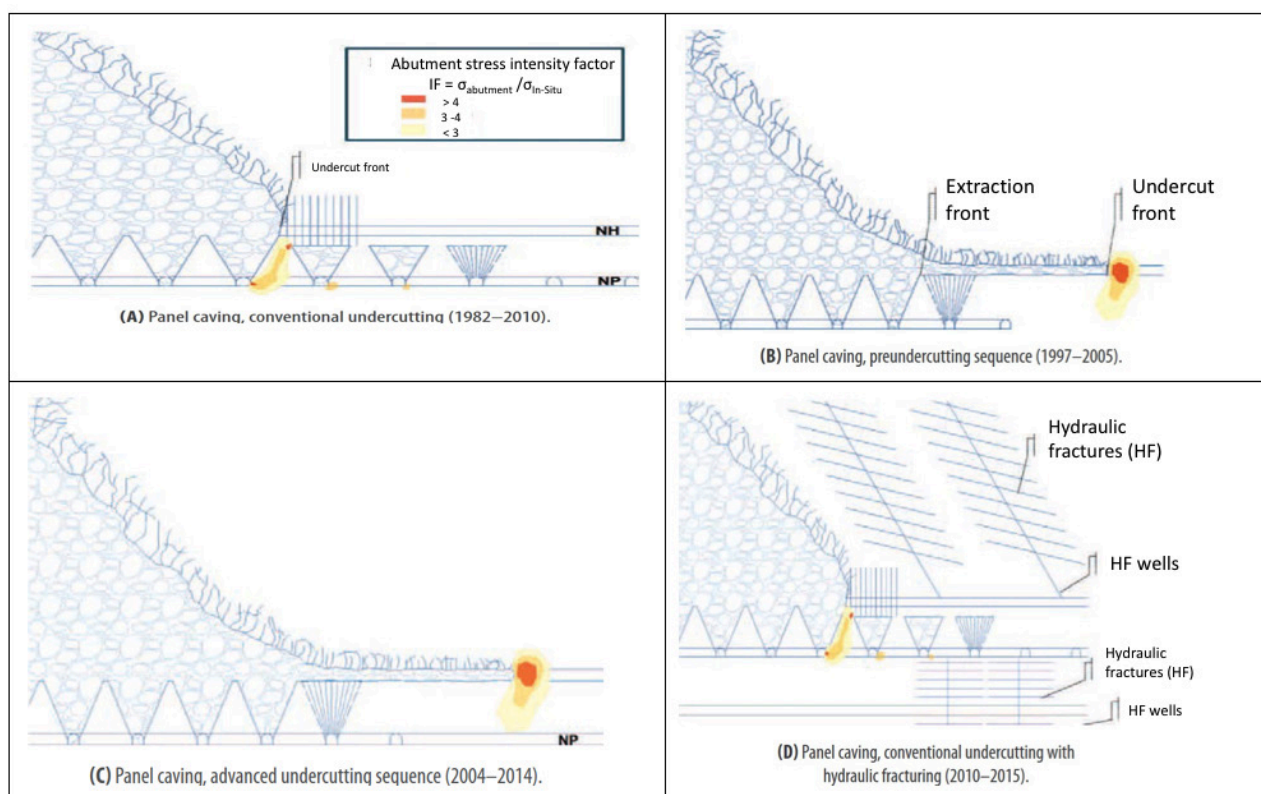 Abutment stress intensity factor
IF = σabutment /σIn-Situ
> 4
3 -4
< 3
Undercut front
NH
NP
(A) Panel caving, conventional undercutting (1982–2010).
Extraction
front
Undercut
front
(B) Panel caving, preundercutting sequence (1997–2005).
NP
(C) Panel caving, advanced undercutting sequence (2004–2014).
Hydraulic
fractures (HF)
HF wells
Hydraulic
fractures (HF)
HF wells
(D) Panel caving, conventional undercutting with
hydraulic fracturing (2010–2015).